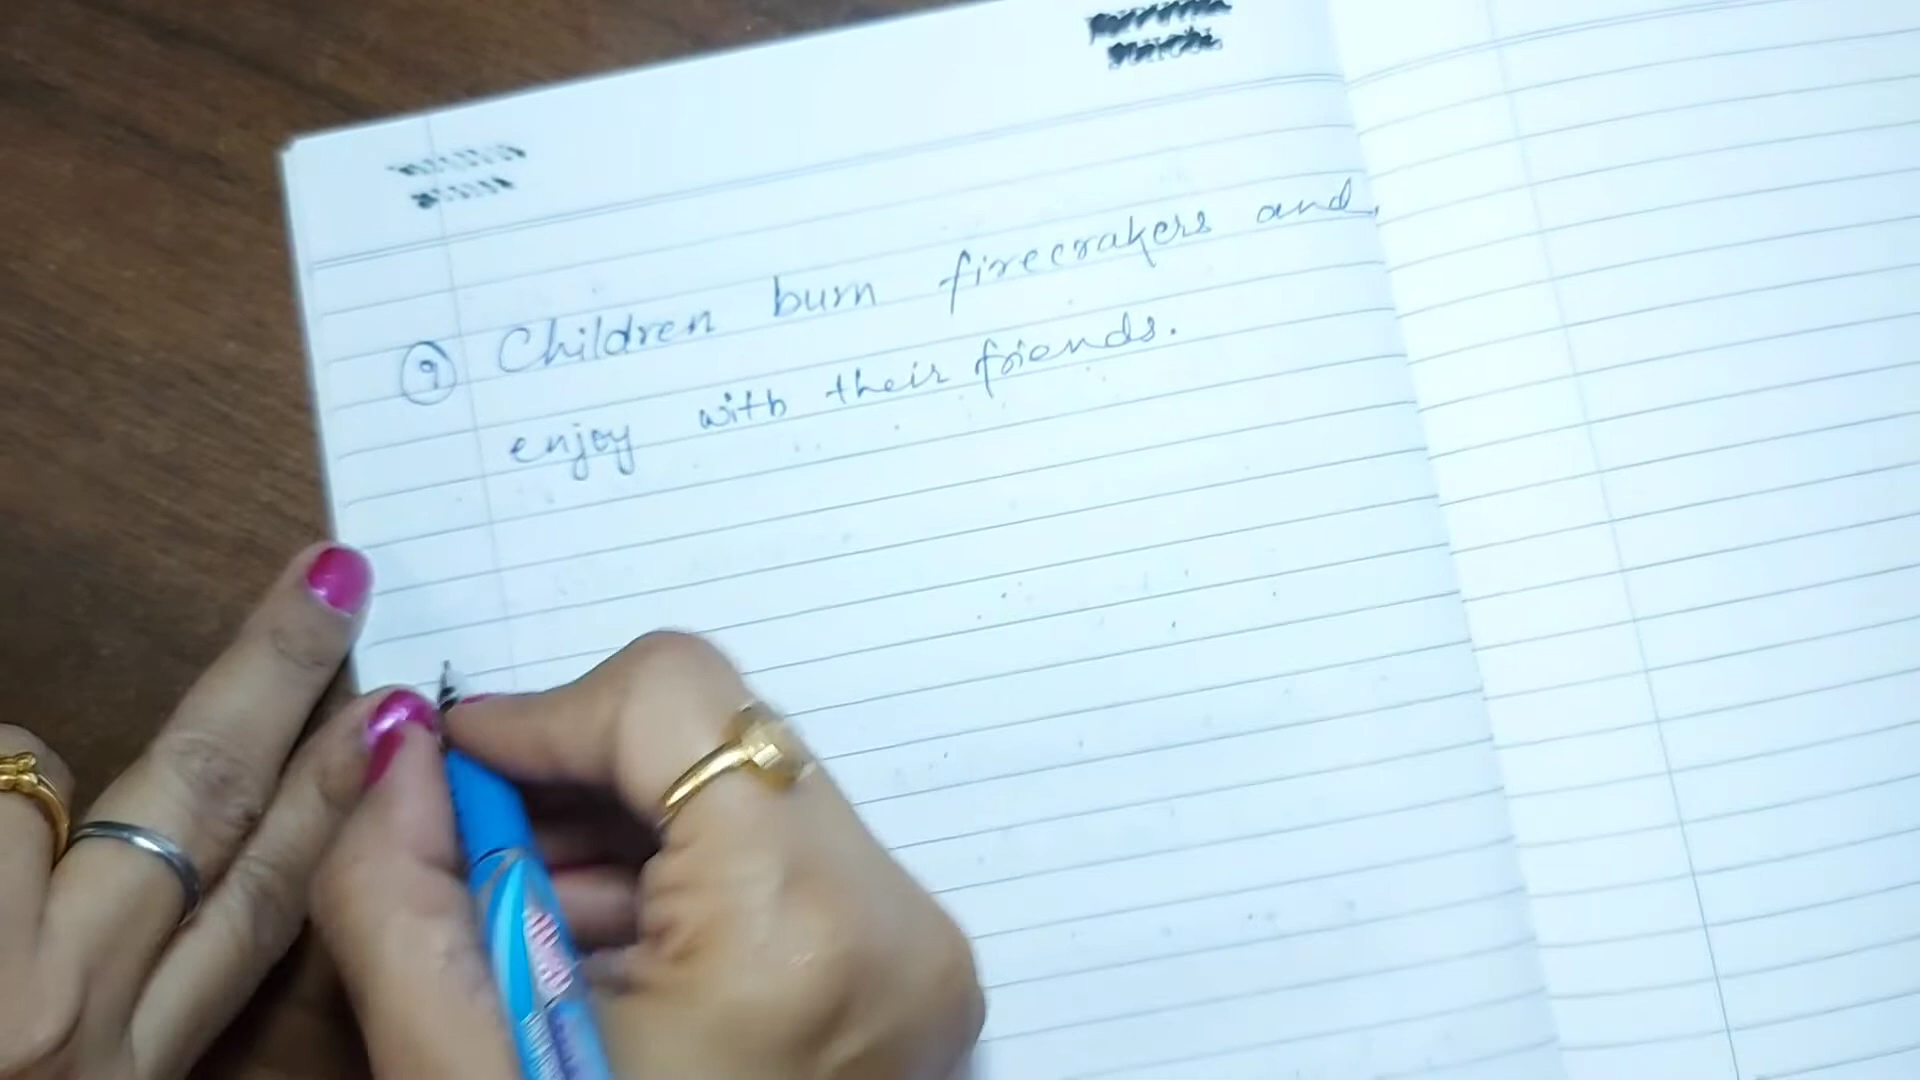 9 Children burn firecrakers and
enjoy with their friends.